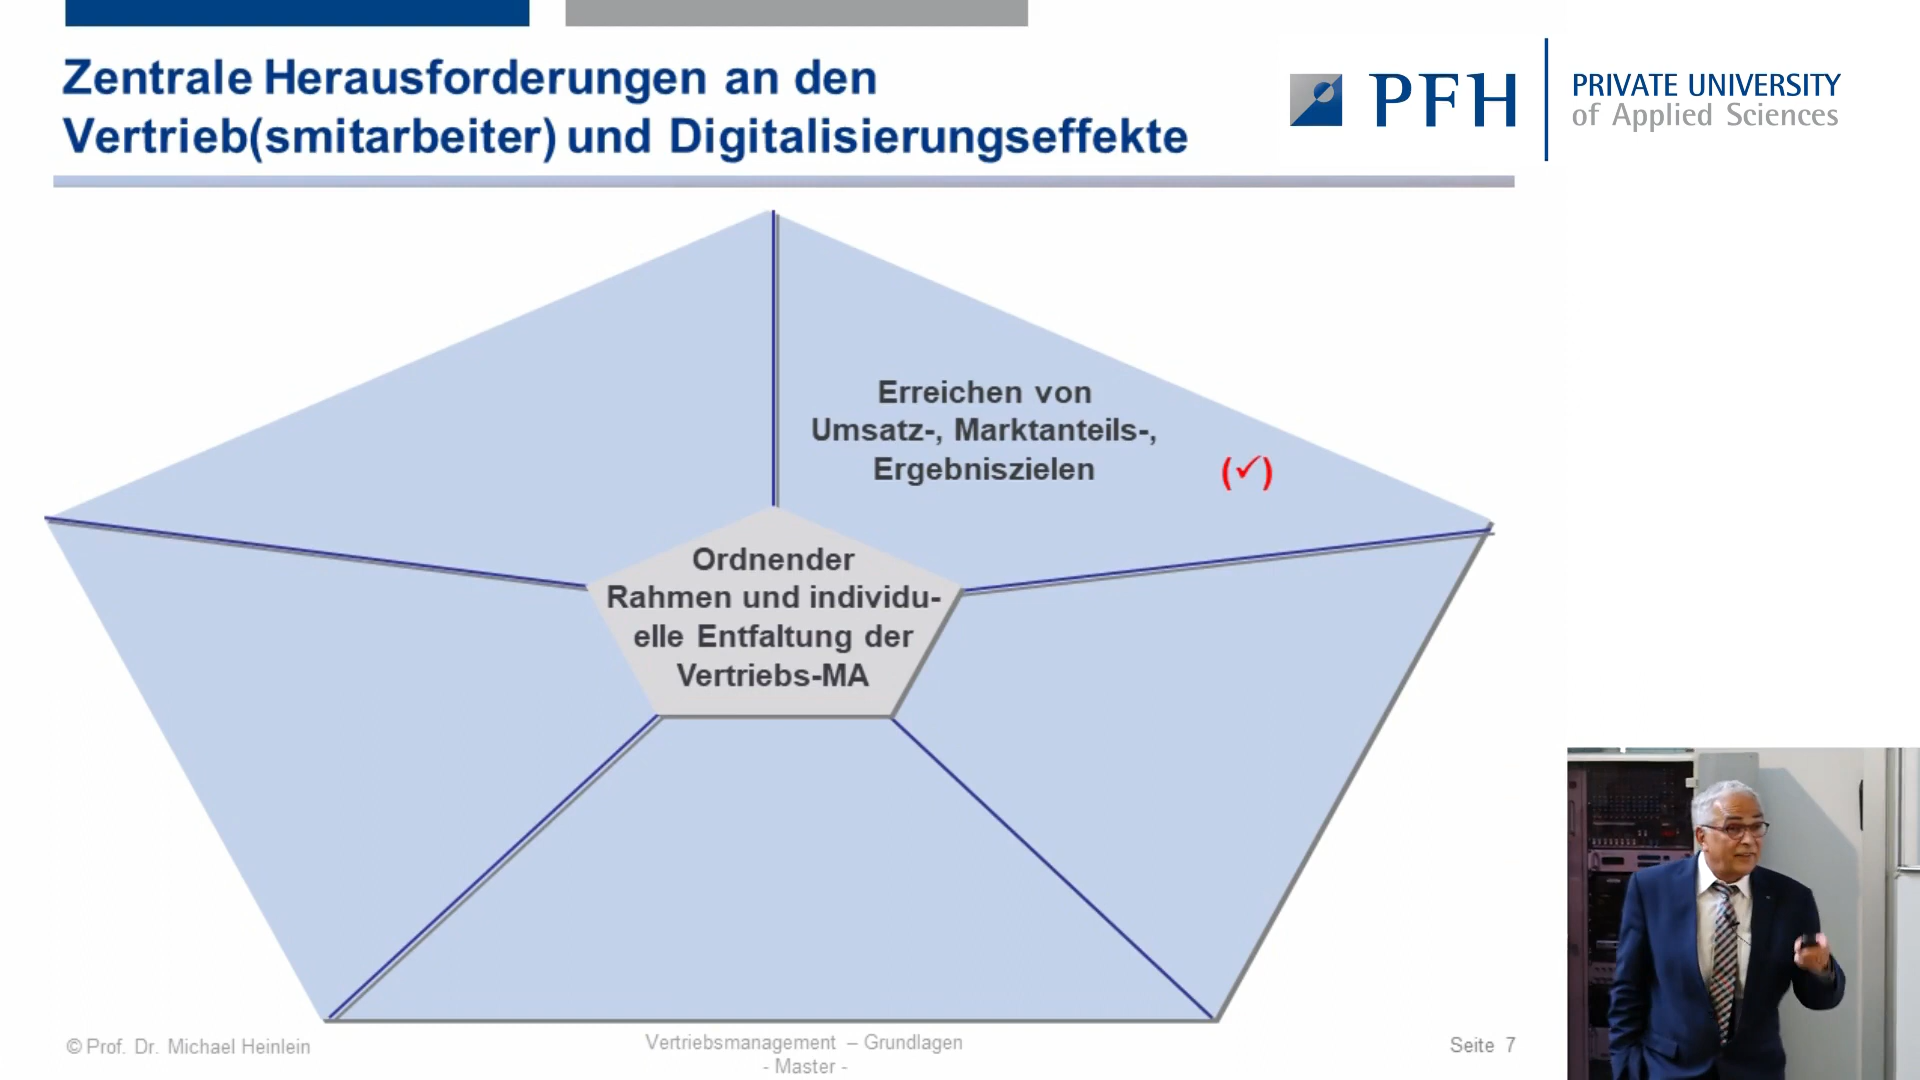 Zentrale Herausforderungen an den
Vertrieb(smitarbeiter) und Digitalisierungseffekte
PFH
PRIVATE UNIVERSITY
of Applied Sciences
Erreichen von
Umsatz-, Marktanteils-,
Ergebniszielen
(✓)
Ordnender
Rahmen und individu-
elle Entfaltung der
Vertriebs-MA
© Prof. Dr. Michael Heinlein
Vertriebsmanagement – Grundlagen
- Master -
Seite 7